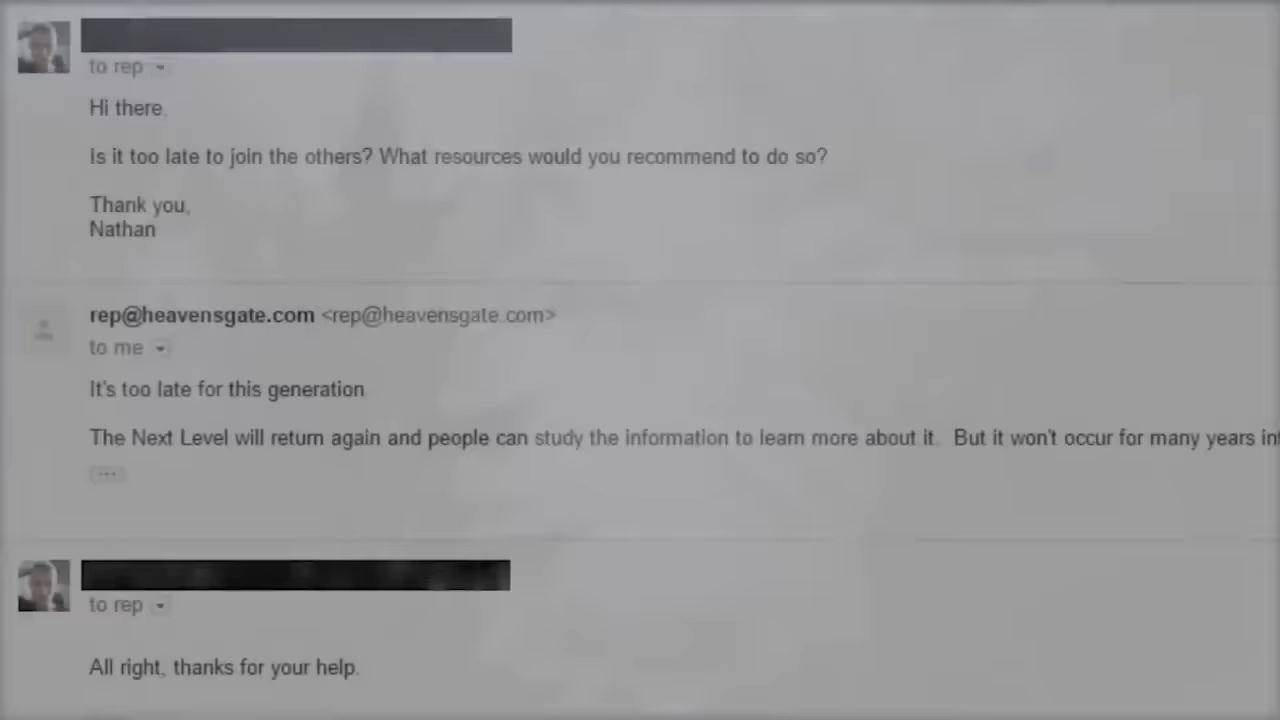 to rep
Hi there,
Is it too late to join the others? What resources would you recommend to do so?
Thank you,
Nathan
rep@heavensgate.com <rep@heavensgate.com>
to me
It's too late for this generation.
The Next Level will return again and people can study the information to learn more about it.  But it won't occur for many years
...
to rep
All right, thanks for your help.